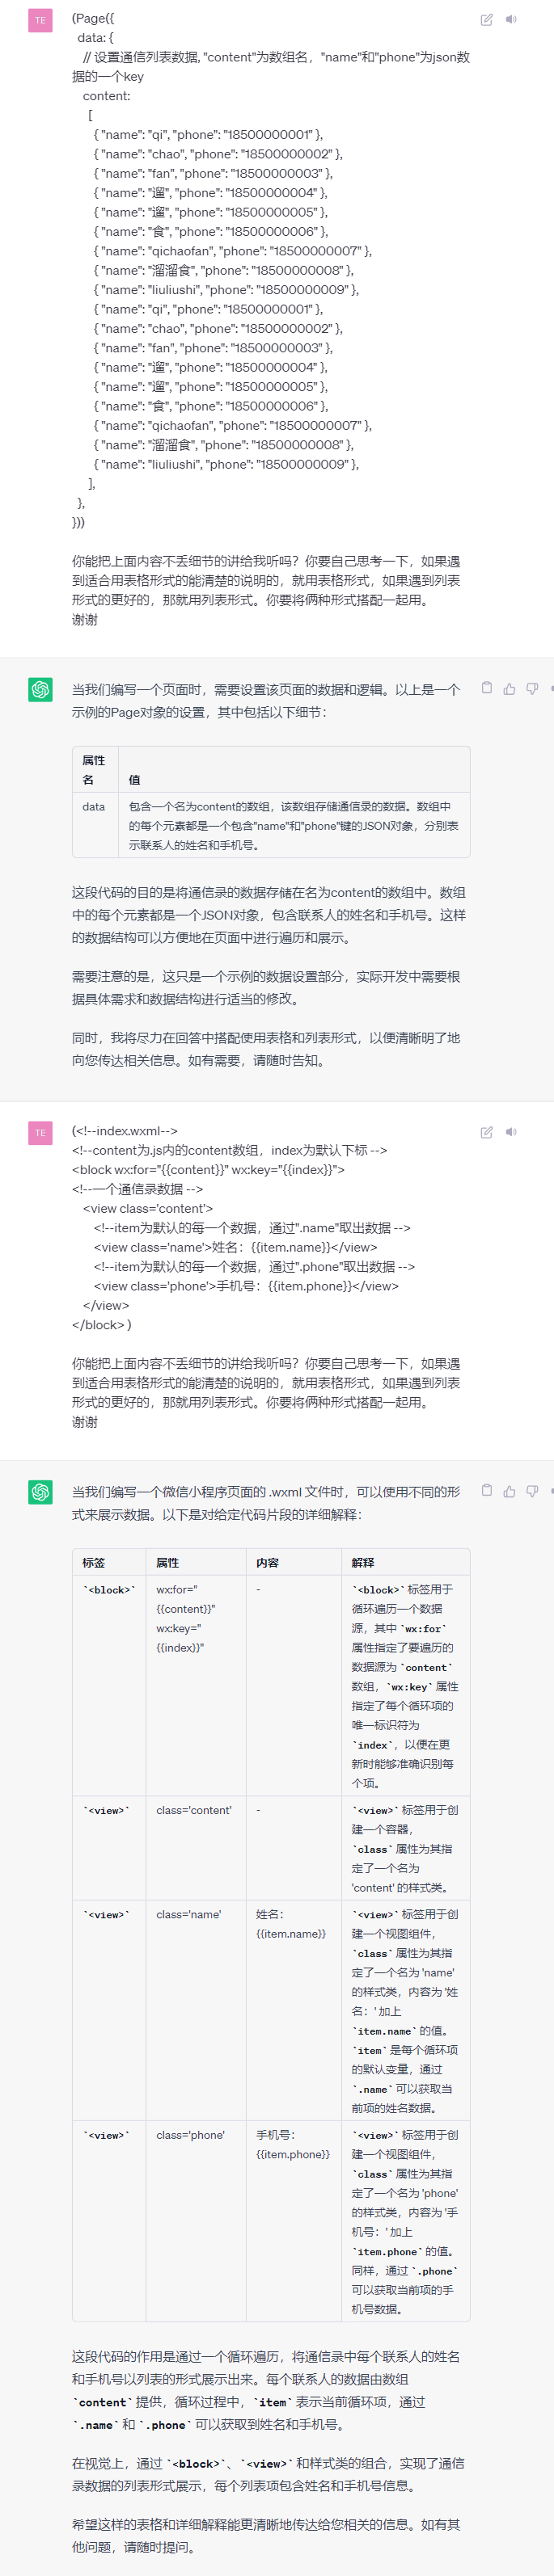 TE
(Page({
data: {
// 设置通信列表数据, "content"为数组名，"name"和"phone"为json数
据的一个key
content:
[
{ "name": "qi", "phone": "18500000001" },
{ "name": "chao", "phone": "18500000002" },
{ "name": "fan", "phone": "18500000003" },
{ "name": "遛", "phone": "18500000004" },
{ "name": "遛", "phone": "18500000005" },
{ "name": "食", "phone": "18500000006" },
{ "name": "qichaofan", "phone": "18500000007" },
{ "name": "溜溜食", "phone": "18500000008" },
{ "name": "liuliushi", "phone": "18500000009" },
{ "name": "qi", "phone": "18500000001" },
{ "name": "chao", "phone": "18500000002" },
{ "name": "fan", "phone": "18500000003" },
{ "name": "遛", "phone": "18500000004" },
{ "name": "遛", "phone": "18500000005" },
{ "name": "食", "phone": "18500000006" },
{ "name": "qichaofan", "phone": "18500000007" },
{ "name": "溜溜食", "phone": "18500000008" },
{ "name": "liuliushi", "phone": "18500000009" },
],
},
}))
你能把上面内容不丢细节的讲给我听吗？你要自己思考一下，如果遇
到适合用表格形式的能清楚的说明的，就用表格形式，如果遇到列表
形式的更好的，那就用列表形式。你要将俩种形式搭配一起用。
谢谢
当我们编写一个页面时，需要设置该页面的数据和逻辑。以上是一个
示例的Page对象的设置，其中包括以下细节：
属性
名
值
data
包含一个名为content的数组，该数组存储通信录的数据。数组中
的每个元素都是一个包含"name"和"phone"键的JSON对象，分别表
示联系人的姓名和手机号。
这段代码的目的是将通信录的数据存储在名为content的数组中。数组
中的每个元素都是一个JSON对象，包含联系人的姓名和手机号。这样
的数据结构可以方便地在页面中进行遍历和展示。
需要注意的是，这只是一个示例的数据设置部分，实际开发中需要根
据具体需求和数据结构进行适当的修改。
同时，我将尽力在回答中搭配使用表格和列表形式，以便清晰明了地
向您传达相关信息。如有需要，请随时告知。
TE
(<!--index.wxml-->
<!--content为.js内的content数组，index为默认下标 -->
<block wx:for="{{content}}" wx:key="{{index}}">
<!--一个通信录数据 -->
<view class='content'>
<!--item为默认的每一个数据，通过".name"取出数据 -->
<view class='name'>姓名：{{item.name}}</view>
<!--item为默认的每一个数据，通过".phone"取出数据 -->
<view class='phone'>手机号：{{item.phone}}</view>
</view>
</block> )
你能把上面内容不丢细节的讲给我听吗？你要自己思考一下，如果遇
到适合用表格形式的能清楚的说明的，就用表格形式，如果遇到列表
形式的更好的，那就用列表形式。你要将俩种形式搭配一起用。
谢谢
当我们编写一个微信小程序页面的 .wxml 文件时，可以使用不同的形
式来展示数据。以下是对给定代码片段的详细解释：
标签 属性 内容 解释
`<block>`
wx:for="
{{content}}"
wx:key="
{{index}}"
-
`<block>` 标签用于
循环遍历一个数据
源，其中 `wx:for`
属性指定了要遍历的
数据源为 `content`
数组，`wx:key` 属性
指定了每个循环项的
唯一标识符为
`index`，以便在更
新时能够准确识别每
个项。
`<view>`
class='content'
-
`<view>` 标签用于创
建一个容器，
`class` 属性为其指
定了一个名为
'content' 的样式类。
`<view>`
class='name'
姓名：
{{item.name}}
`<view>` 标签用于创
建一个视图组件，
`class` 属性为其指
定了一个名为 'name'
的样式类，内容为 '姓
名：' 加上
`item.name` 的值。
`item` 是每个循环项
的默认变量，通过
`.name` 可以获取当
前项的姓名数据。
`<view>`
class='phone'
手机号：
{{item.phone}}
`<view>` 标签用于创
建一个视图组件，
`class` 属性为其指
定了一个名为 'phone'
的样式类，内容为 '手
机号：' 加上
`item.phone` 的值。
同样，通过 `.phone`
可以获取当前项的手
机号数据。
这段代码的作用是通过一个循环遍历，将通信录中每个联系人的姓名
和手机号以列表的形式展示出来。每个联系人的数据由数组
`content` 提供，循环过程中，`item` 表示当前循环项，通过
`.name` 和 `.phone` 可以获取到姓名和手机号。
在视觉上，通过 `<block>`、`<view>` 和样式类的组合，实现了通信
录数据的列表形式展示，每个列表项包含姓名和手机号信息。
希望这样的表格和详细解释能更清晰地传达给您相关的信息。如有其
他问题，请随时提问。